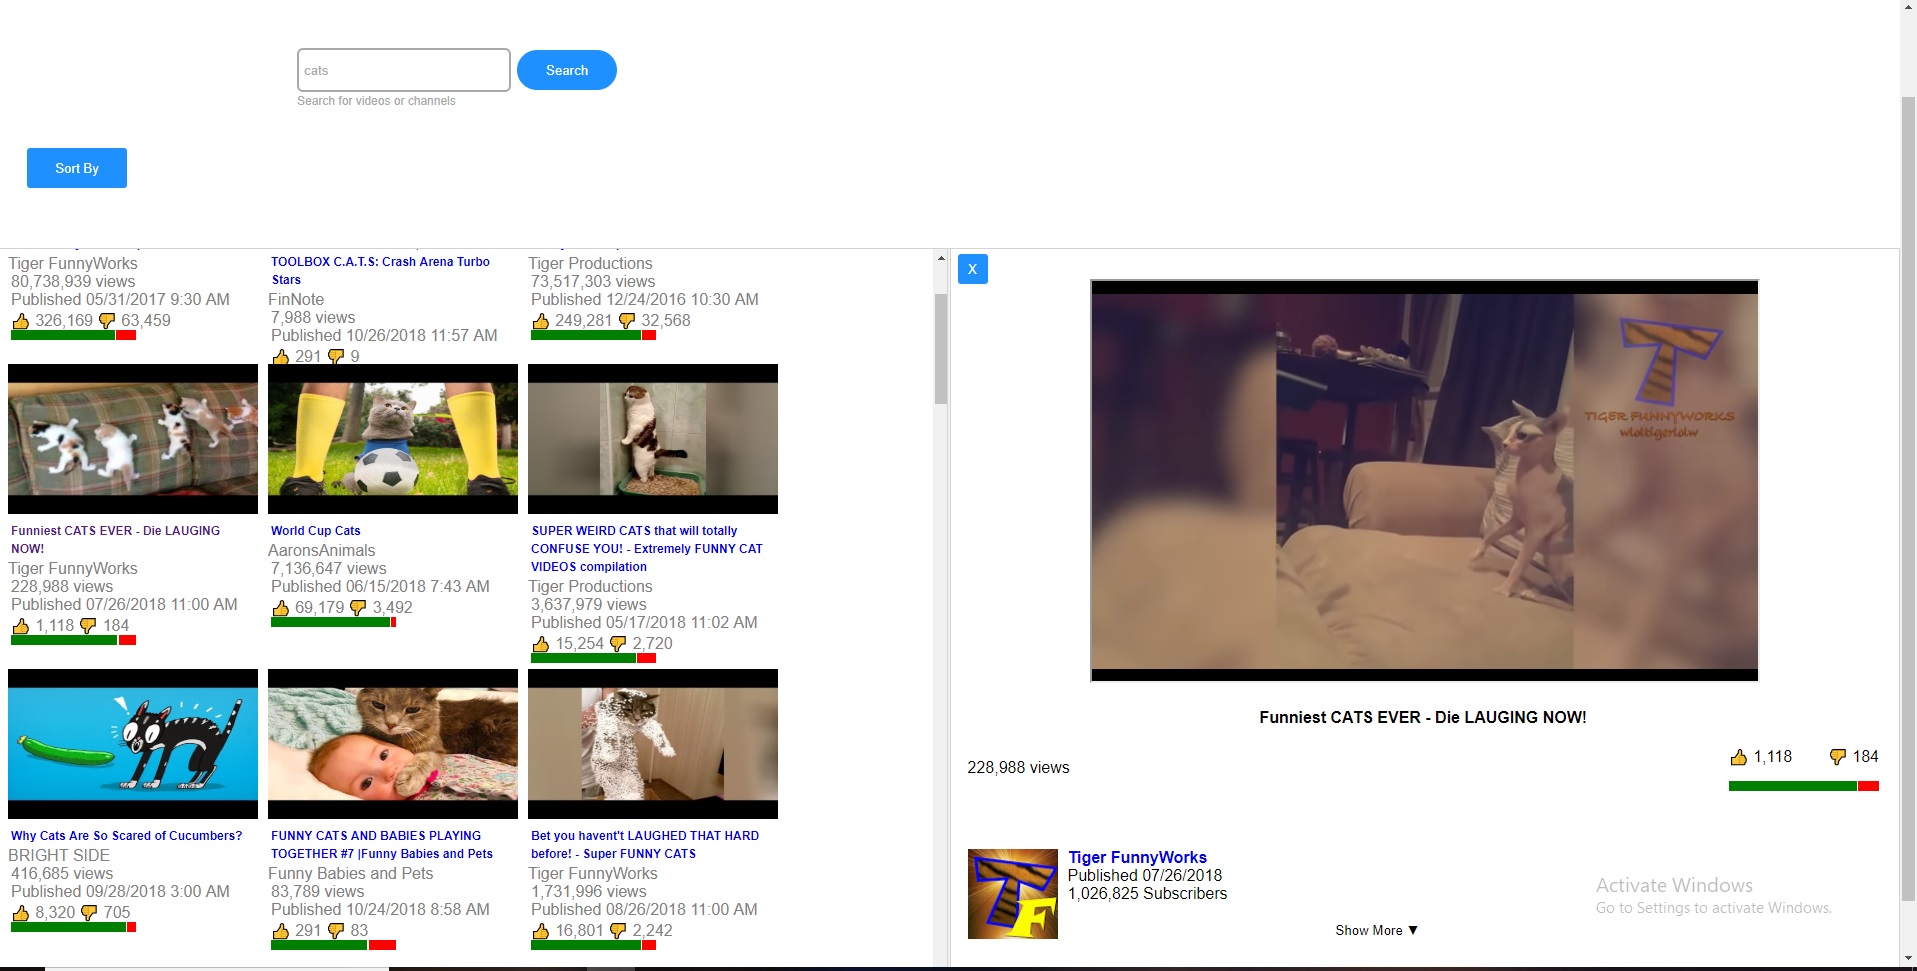 cats
Search
Search for videos or channels
Sort By
Tiger FunnyWorks
80,738,939 views
Published 05/31/2017 9:30 AM
326,169 63,459
TOOLBOX C.A.T.S: Crash Arena Turbo
Stars
FinNote
7,988 views
Published 10/26/2018 11:57 AM
291 9
Tiger Productions
73,517,303 views
Published 12/24/2016 10:30 AM
249,281 32,568
Funniest CATS EVER - Die LAUGING
NOW!
Tiger FunnyWorks
228,988 views
Published 07/26/2018 11:00 AM
1,118 184
World Cup Cats
AaronsAnimals
7,136,647 views
Published 06/15/2018 7:43 AM
69,179 3,492
SUPER WEIRD CATS that will totally
CONFUSE YOU! - Extremely FUNNY CAT
VIDEOS compilation
Tiger Productions
3,637,979 views
Published 05/17/2018 11:02 AM
15,254 2,720
Why Cats Are So Scared of Cucumbers?
BRIGHT SIDE
416,685 views
Published 09/28/2018 3:00 AM
8,320 705
FUNNY CATS AND BABIES PLAYING
TOGETHER #7 |Funny Babies and Pets
Funny Babies and Pets
83,789 views
Published 10/24/2018 8:58 AM
291 83
Bet you havent't LAUGHED THAT HARD
before! - Super FUNNY CATS
Tiger FunnyWorks
1,731,996 views
Published 08/26/2018 11:00 AM
16,801 2,242
X
T
TIGER FUNNYWORKS
wloltigerlolw
Funniest CATS EVER - Die LAUGING NOW!
228,988 views
1,118 184
TF
Tiger FunnyWorks
Published 07/26/2018
1,026,825 Subscribers
Show More ▼
Activate Windows
Go to Settings to activate Windows.